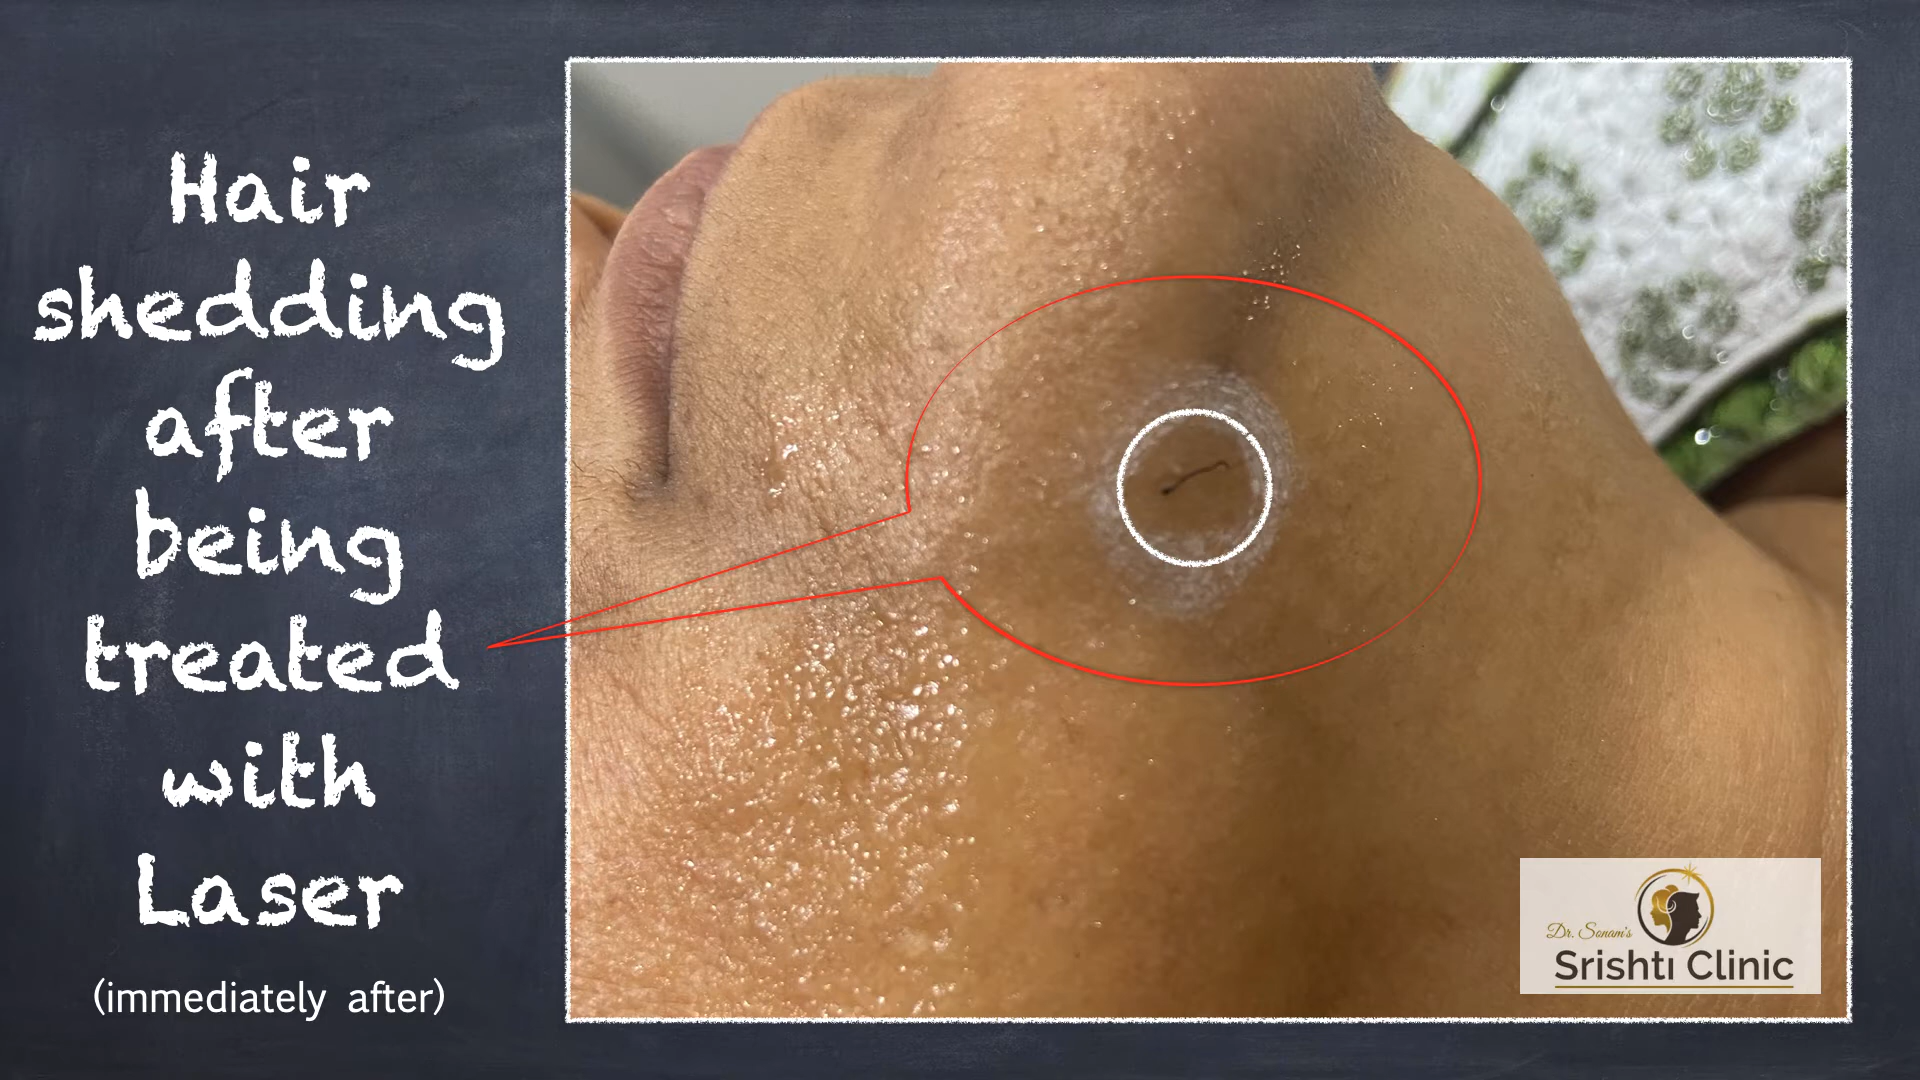 Hair
shedding
after
being
treated
with
Laser
(immediately after)
Dr. Sonam's
Srishti Clinic